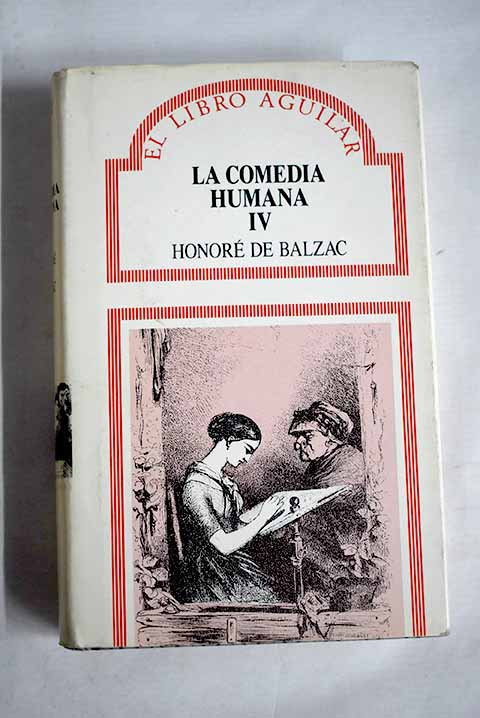 EL LIBRO AGUILAR
LA COMEDIA
HUMANA
IV
HONORÉ DE BALZAC